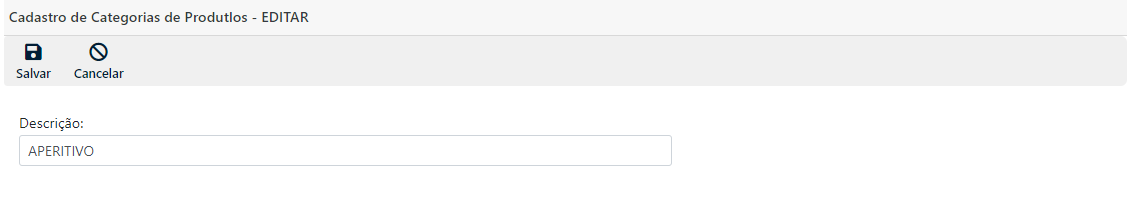 Cadastro de Categorias de Produtlos - EDITAR
Salvar Cancelar
Descrição:
APERITIVO